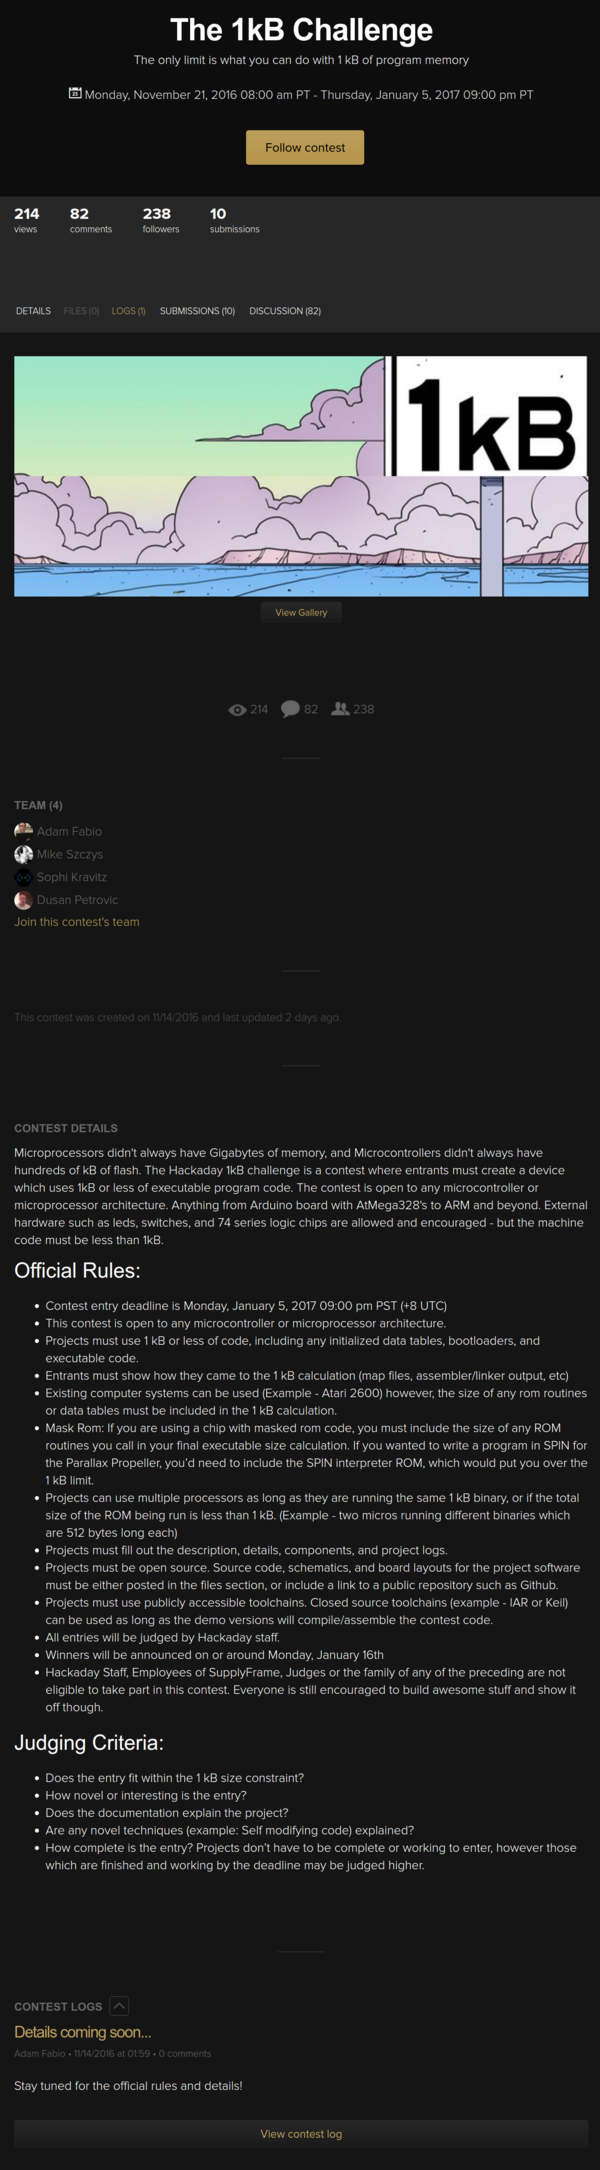 The 1kB Challenge
The only limit is what you can do with 1 kB of program memory
25 Monday, November 21, 2016 08:00 am PT - Thursday, January 5, 2017 09:00 pm PT
Follow contest
214 82 238 10
views comments followers submissions
DETAILS FILES (0) LOGS (1) SUBMISSIONS (10) DISCUSSION (82)
1kB
View Gallery
214 82 238
TEAM (4)
Adam Fabio
Mike Szczys
Sophi Kravitz
Dusan Petrovic
Join this contest's team
This contest was created on 11/14/2016 and last updated 2 days ago.
CONTEST DETAILS
Microprocessors didn't always have Gigabytes of memory, and Microcontrollers didn't always have
hundreds of kB of flash. The Hackaday 1kB challenge is a contest where entrants must create a device
which uses 1kB or less of executable program code. The contest is open to any microcontroller or
microprocessor architecture. Anything from Arduino board with AtMega328's to ARM and beyond. External
hardware such as leds, switches, and 74 series logic chips are allowed and encouraged - but the machine
code must be less than 1kB.
Official Rules:
• Contest entry deadline is Monday, January 5, 2017 09:00 pm PST (+8 UTC)
• This contest is open to any microcontroller or microprocessor architecture.
• Projects must use 1 kB or less of code, including any initialized data tables, bootloaders, and
executable code.
• Entrants must show how they came to the 1 kB calculation (map files, assembler/linker output, etc)
• Existing computer systems can be used (Example - Atari 2600) however, the size of any rom routines
or data tables must be included in the 1 kB calculation.
• Mask Rom: If you are using a chip with masked rom code, you must include the size of any ROM
routines you call in your final executable size calculation. If you wanted to write a program in SPIN for
the Parallax Propeller, you'd need to include the SPIN interpreter ROM, which would put you over the
1 kB limit.
• Projects can use multiple processors as long as they are running the same 1 kB binary, or if the total
size of the ROM being run is less than 1 kB. (Example - two micros running different binaries which
are 512 bytes long each)
• Projects must fill out the description, details, components, and project logs.
• Projects must be open source. Source code, schematics, and board layouts for the project software
must be either posted in the files section, or include a link to a public repository such as Github.
• Projects must use publicly accessible toolchains. Closed source toolchains (example - IAR or Keil)
can be used as long as the demo versions will compile/assemble the contest code.
• All entries will be judged by Hackaday staff.
• Winners will be announced on or around Monday, January 16th
• Hackaday Staff, Employees of SupplyFrame, Judges or the family of any of the preceding are not
eligible to take part in this contest. Everyone is still encouraged to build awesome stuff and show it
off though.
Judging Criteria:
• Does the entry fit within the 1 kB size constraint?
• How novel or interesting is the entry?
• Does the documentation explain the project?
• Are any novel techniques (example: Self modifying code) explained?
• How complete is the entry? Projects don't have to be complete or working to enter, however those
which are finished and working by the deadline may be judged higher.
CONTEST LOGS
Details coming soon...
Adam Fabio • 11/14/2016 at 01:59 • 0 comments
Stay tuned for the official rules and details!
View contest log